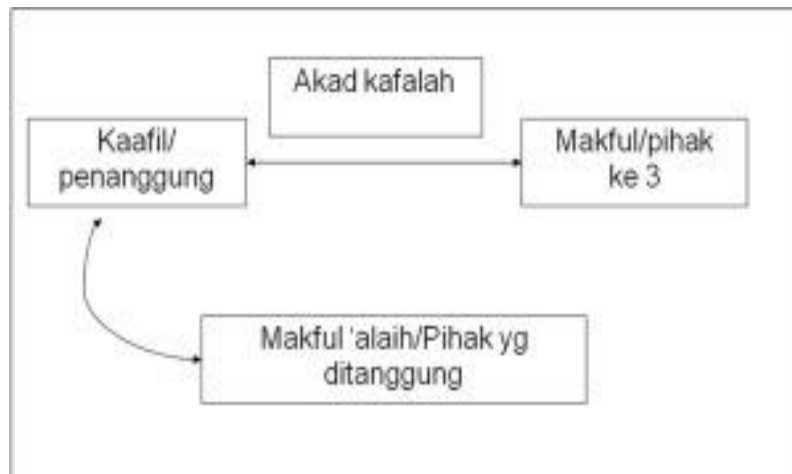 Akad kafalah
Kaafil/
penanggung
Makful/pihak
ke 3
Makful 'alaih/Pihak yg
ditanggung